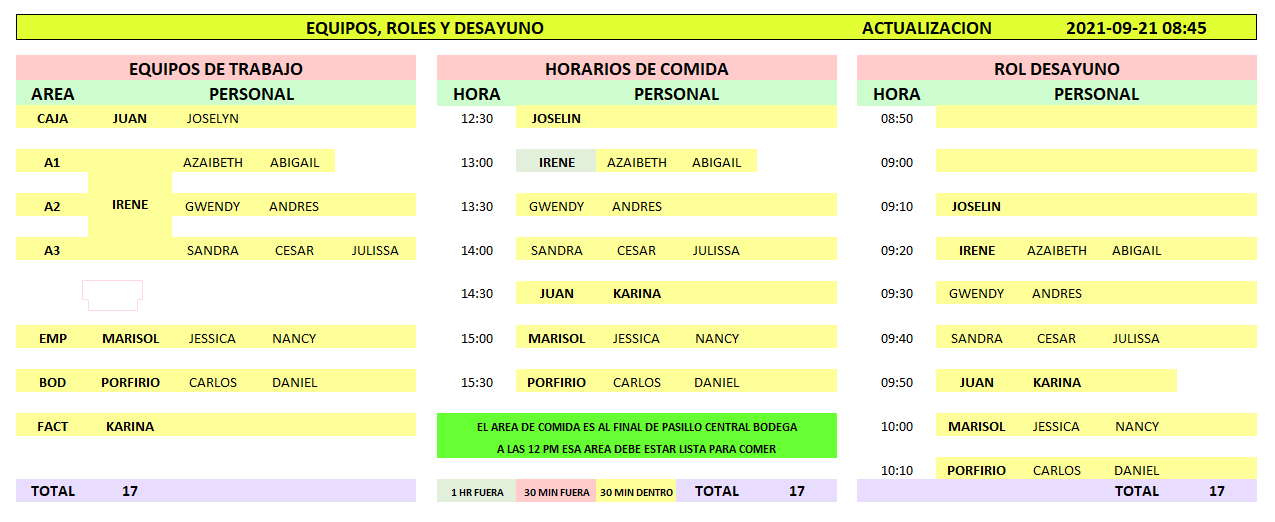 EQUIPOS, ROLES Y DESAYUNO ACTUALIZACION 2021-09-21 08:45
EQUIPOS DE TRABAJO
AREA PERSONAL
CAJA JUAN JOSELYN
A1 AZAIBETH ABIGAIL
IRENE
A2 GWENDY ANDRES
A3 SANDRA CESAR JULISSA
EMP MARISOL JESSICA NANCY
BOD PORFIRIO CARLOS DANIEL
FACT KARINA
TOTAL 17
HORARIOS DE COMIDA
HORA PERSONAL
12:30 JOSELIN
13:00 IRENE AZAIBETH ABIGAIL
13:30 GWENDY ANDRES
14:00 SANDRA CESAR JULISSA
14:30 JUAN KARINA
15:00 MARISOL JESSICA NANCY
15:30 PORFIRIO CARLOS DANIEL
EL AREA DE COMIDA ES AL FINAL DE PASILLO CENTRAL BODEGA
A LAS 12 PM ESA AREA DEBE ESTAR LISTA PARA COMER
1 HR FUERA 30 MIN FUERA 30 MIN DENTRO TOTAL 17
ROL DESAYUNO
HORA PERSONAL
08:50
09:00
09:10 JOSELIN
09:20 IRENE AZAIBETH ABIGAIL
09:30 GWENDY ANDRES
09:40 SANDRA CESAR JULISSA
09:50 JUAN KARINA
10:00 MARISOL JESSICA NANCY
10:10 PORFIRIO CARLOS DANIEL
TOTAL 17